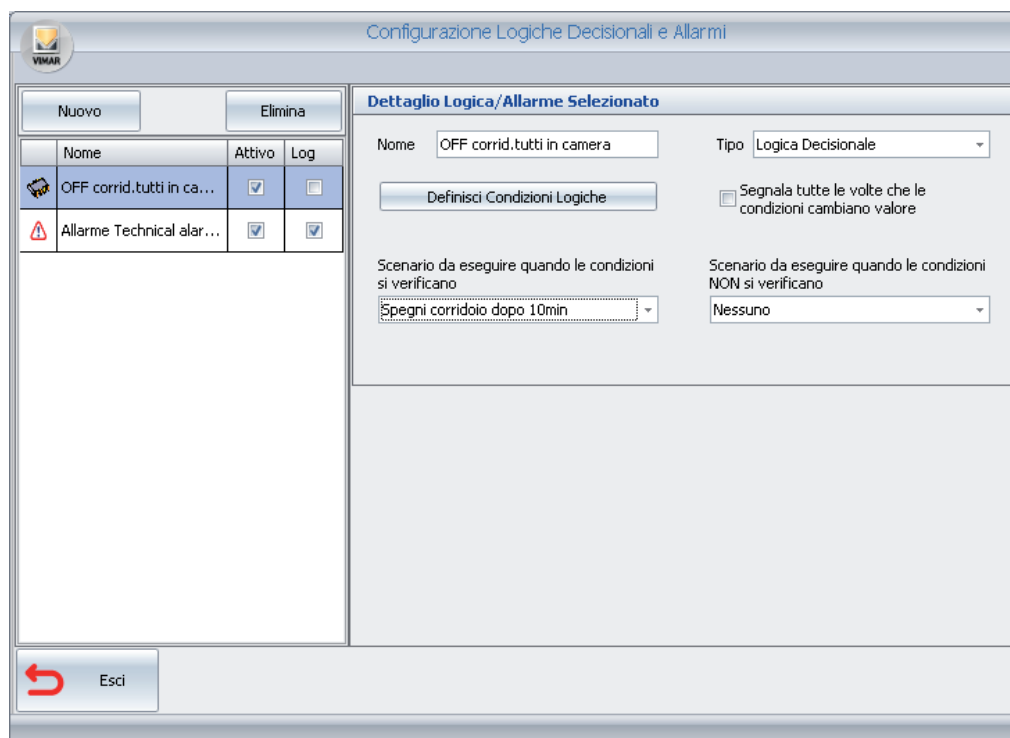 Configurazione Logiche Decisionali e Allarmi
VIMAR
Nuovo
Elimina
Nome
Attivo
Log
OFF corrid.tutti in ca...
Allarme Technical alar...
Dettaglio Logica/Allarme Selezionato
Nome
OFF corrid.tutti in camera
Tipo
Logica Decisionale
Definisci Condizioni Logiche
Segnala tutte le volte che le
condizioni cambiano valore
Scenario da eseguire quando le condizioni
si verificano
Spegni corridoio dopo 10min
Scenario da eseguire quando le condizioni
NON si verificano
Nessuno
Esci